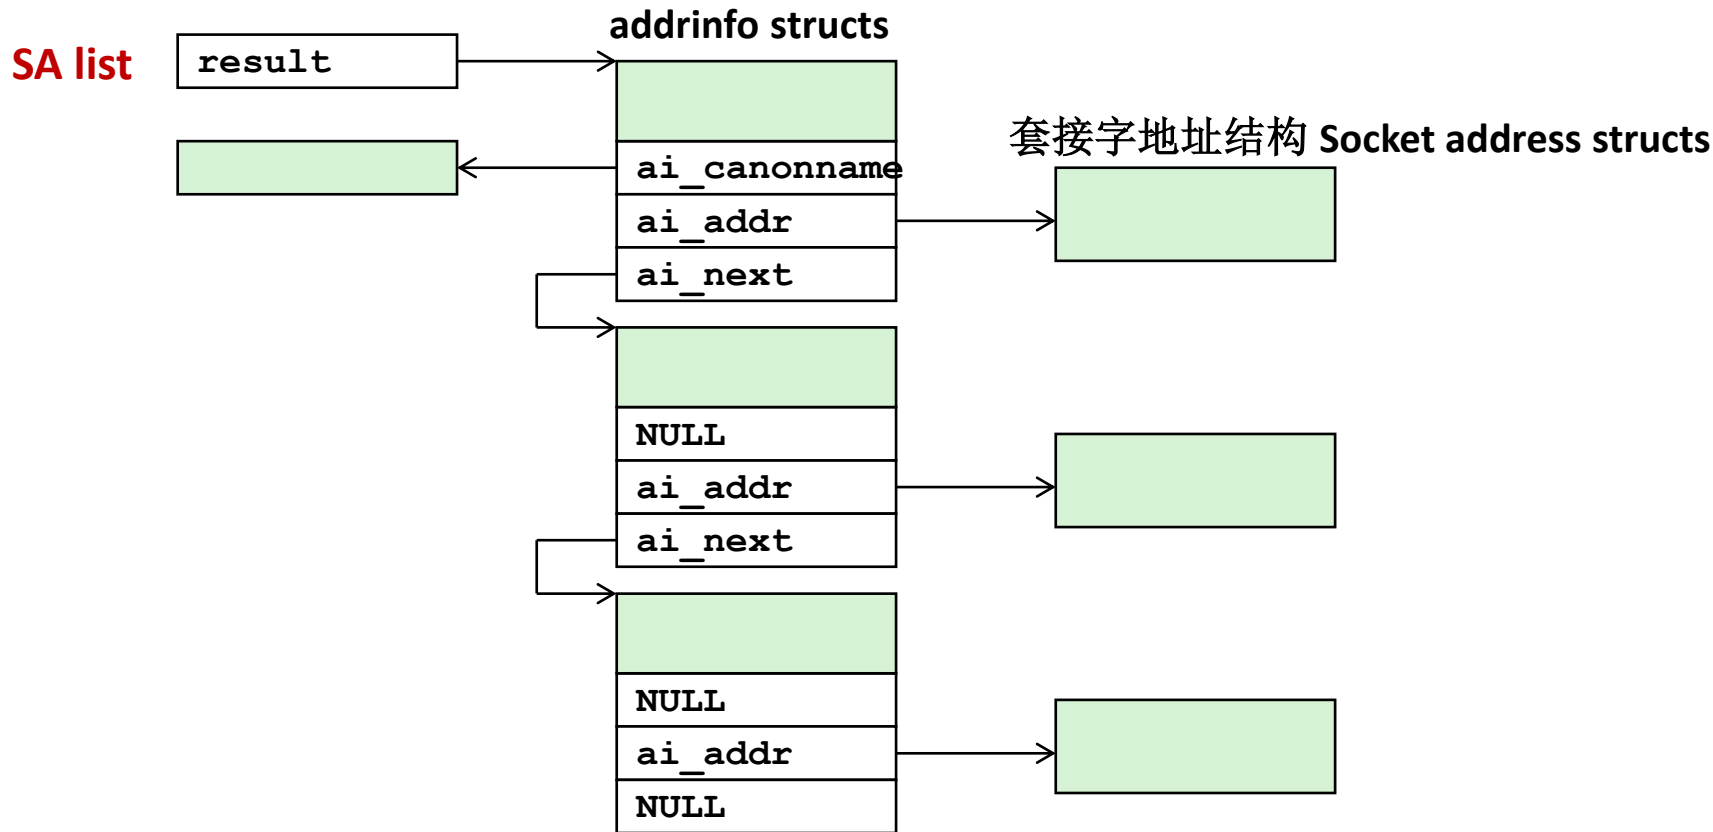 addrinfo structs
SA list
result
套接字地址结构 Socket address structs
ai_canonname
ai_addr
ai_next
NULL
ai_addr
ai_next
NULL
ai_addr
NULL